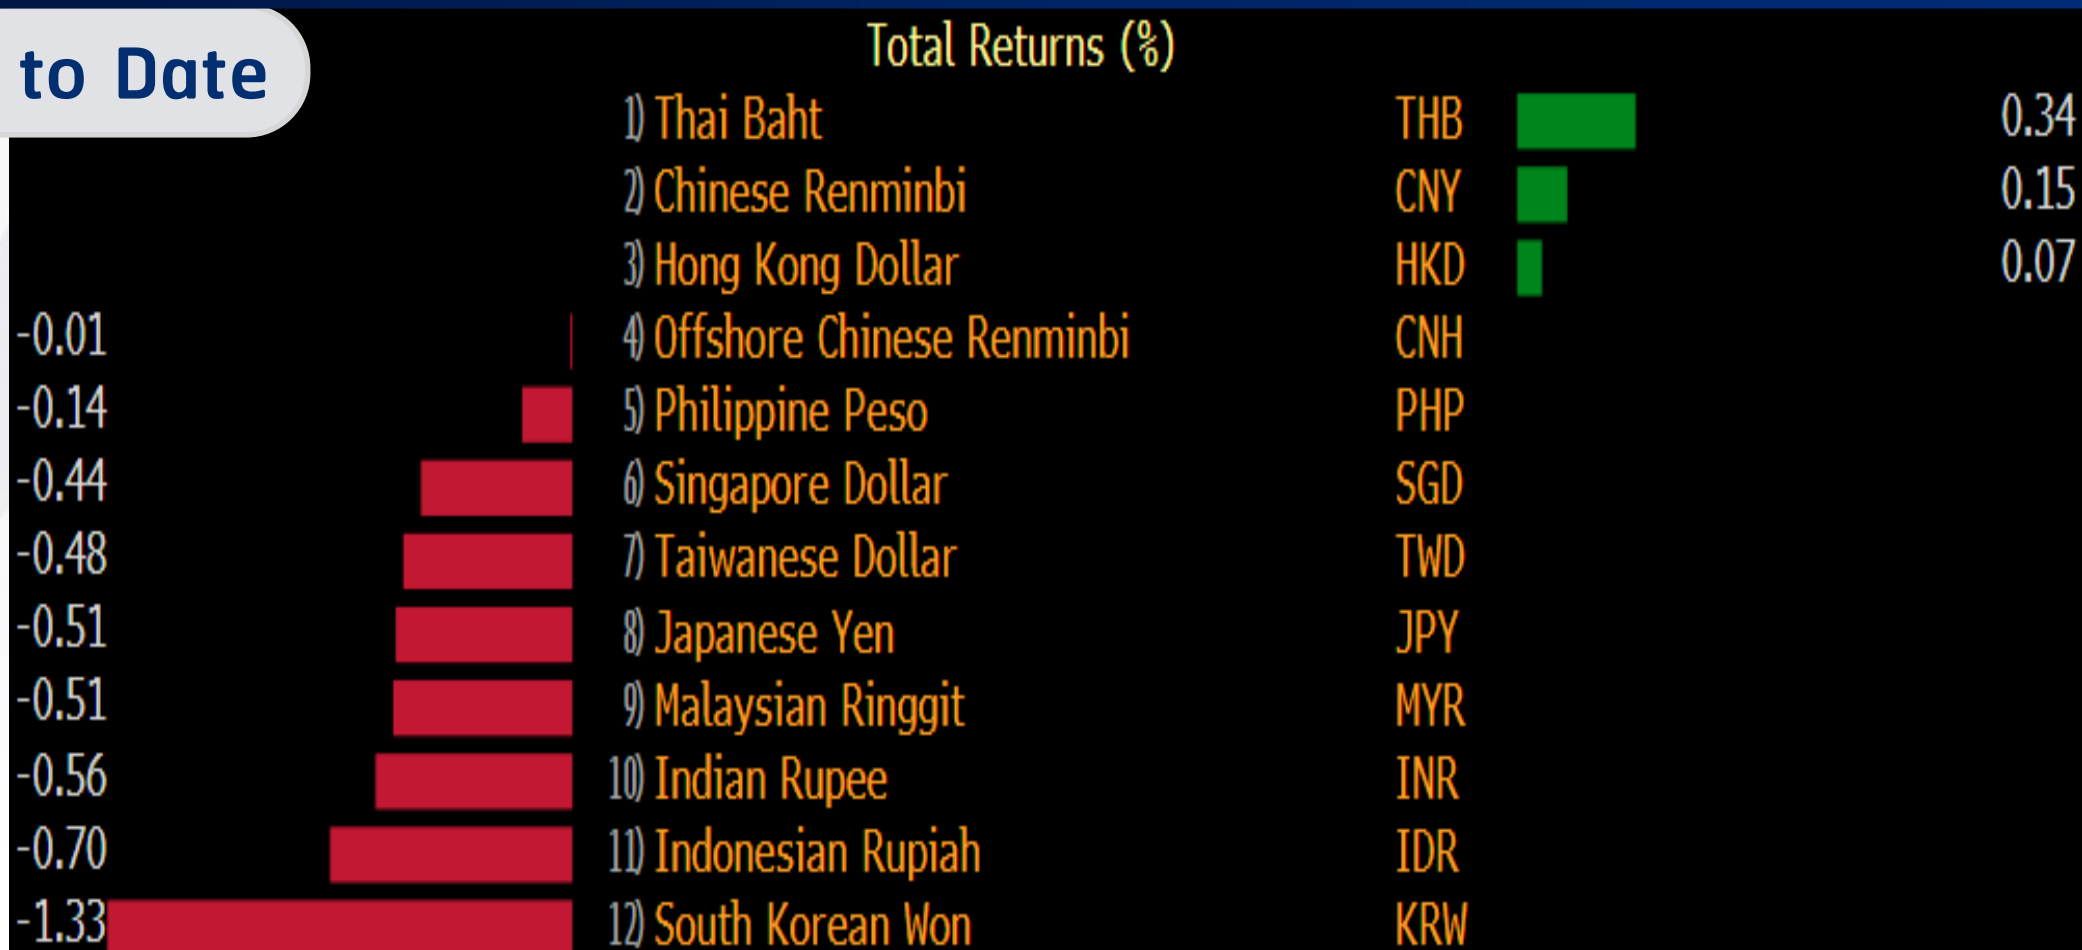 to Date
Total Returns (%)
1) Thai Baht THB 0.34
2) Chinese Renminbi CNY 0.15
3) Hong Kong Dollar HKD 0.07
-0.01 4) Offshore Chinese Renminbi CNH
-0.14 5) Philippine Peso PHP
-0.44 6) Singapore Dollar SGD
-0.48 7) Taiwanese Dollar TWD
-0.51 8) Japanese Yen JPY
-0.51 9) Malaysian Ringgit MYR
-0.56 10) Indian Rupee INR
-0.70 11) Indonesian Rupiah IDR
-1.33 12) South Korean Won KRW